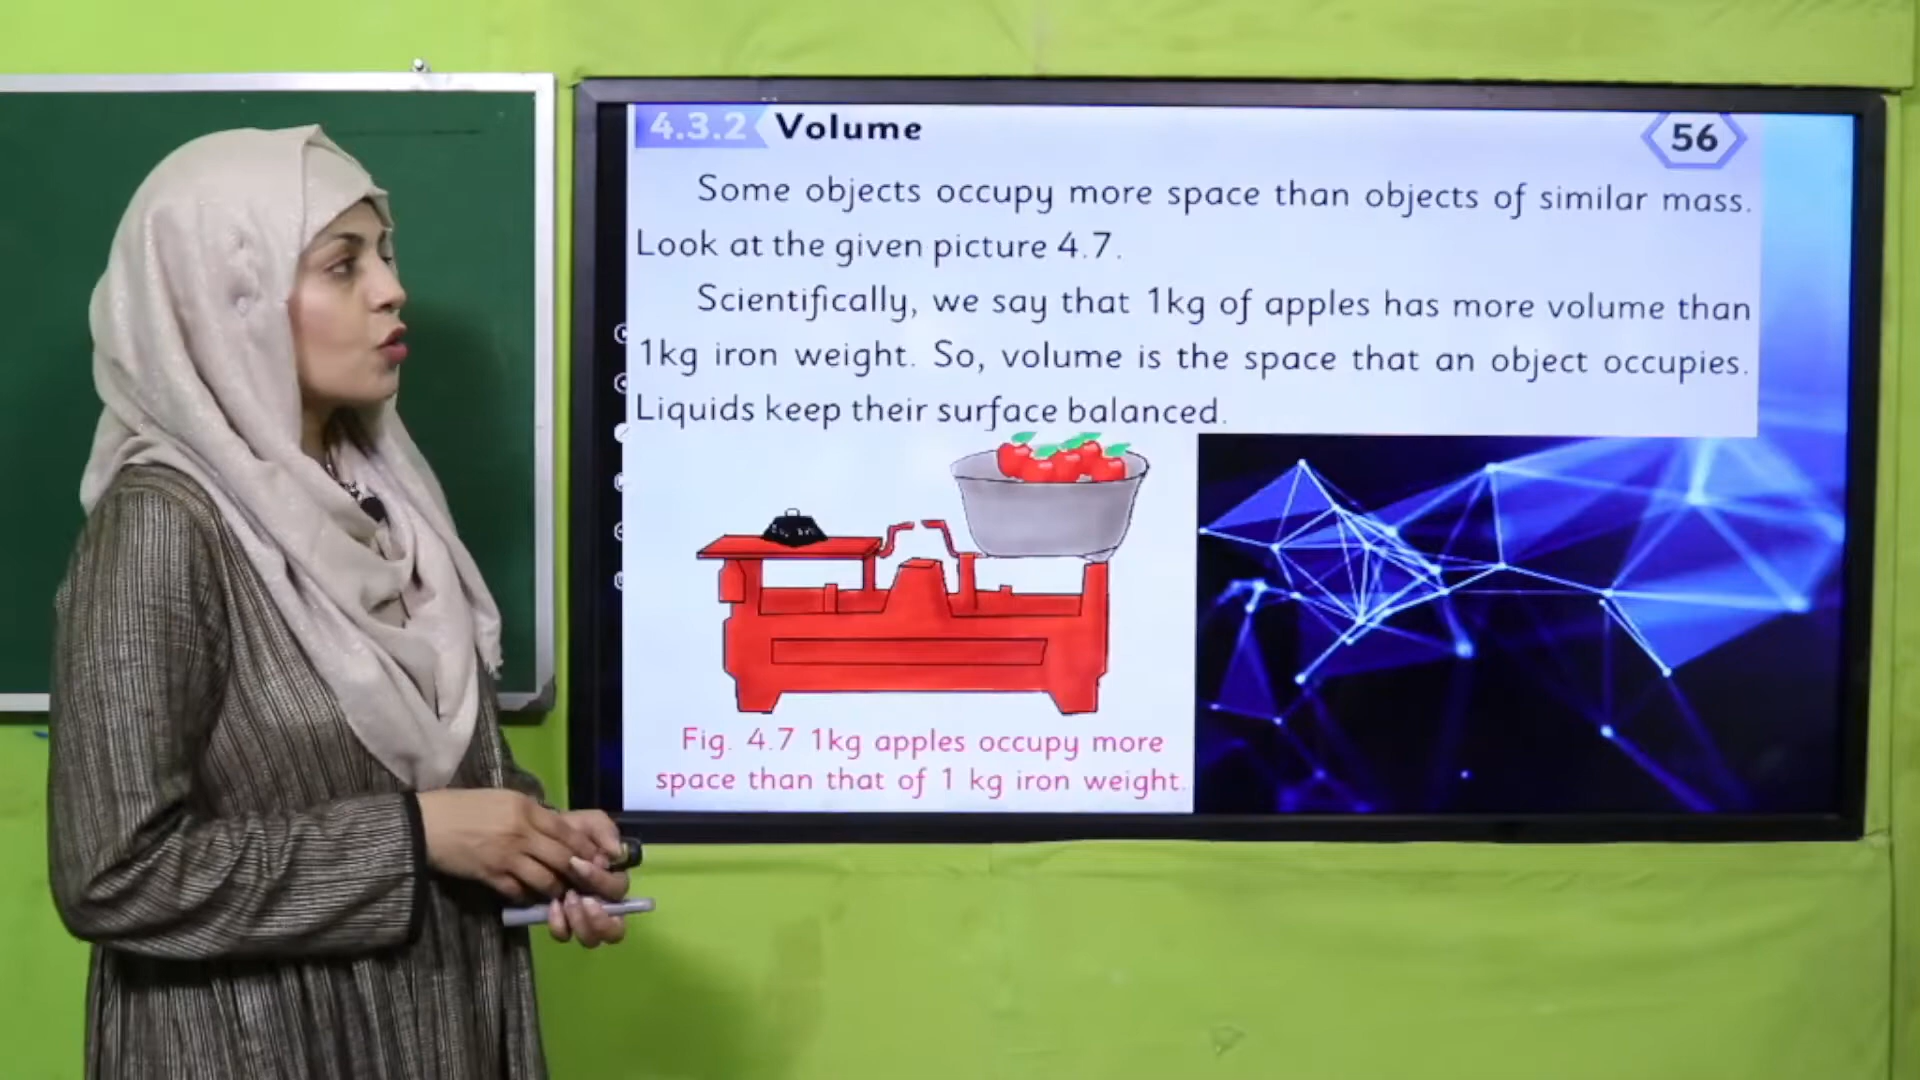 4.3.2 Volume
56
Some objects occupy more space than objects of similar mass.
Look at the given picture 4.7.
Scientifically, we say that 1kg of apples has more volume than
1kg iron weight. So, volume is the space that an object occupies.
Liquids keep their surface balanced.
Fig. 4.7 1kg apples occupy more
space than that of 1 kg iron weight.